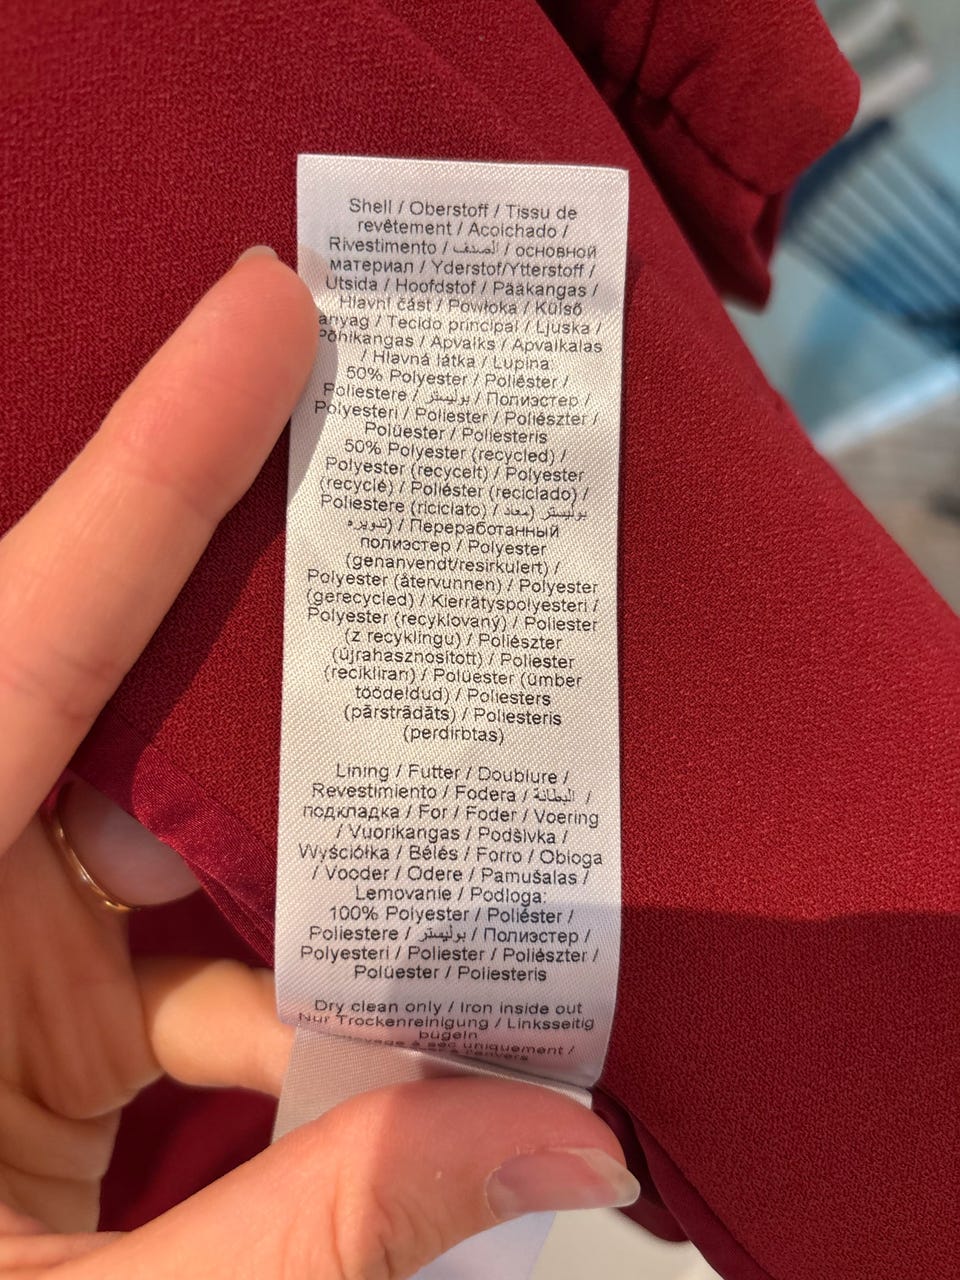 Shell / Oberstoff / Tissu de
revêtement / Acolchado /
Rivestimento / الصدف / основной
материал / Yderstof/Ytterstoff /
Utsida / Hoofdstof / Pääkangas /
Hlavní část / Powłoka / Külső
anyag / Tecido principal / Ljuska /
Põhikangas / Apvalks / Apvalkalas
/ Hlavná látka / Lupina
50% Polyester / Poliéster /
Poliestere / بوليستر / Полиэстер /
Polyesteri / Poliester / Poliészter /
Polüester / Poliesteris
50% Polyester (recycled) /
Polyester (recycelt) / Polyester
(recyclé) / Poliéster (reciclado) /
Poliestere (riciclato) / بوليستر (معاد
تدويره) / Переработанный
полиэстер / Polyester
(genanvendt/resirkulert) /
Polyester (återvunnen) / Polyester
(gerecycled) / Kierrätyspolyesteri /
Polyester (recyklovaný) / Poliester
(z recyklingu) / Poliészter
(újrahasznosított) / Poliester
(recikliran) / Polüester (ümber
töödeldud) / Poliesters
(pārstrādāts) / Poliesteris
(perdirbtas)
Lining / Futter / Doublure /
Revestimiento / Fodera / البطانة /
подкладка / For / Foder / Voering
/ Vuorikangas / Podšívka /
Wyściółka / Bélés / Forro / Obloga
/ Vooder / Odere / Pamušalas /
Lemovanie / Podloga:
100% Polyester / Poliéster /
Poliestere / بوليستر / Полиэстер /
Polyesteri / Poliester / Poliészter /
Polüester / Poliesteris
Dry clean only / Iron inside out
Nur Trockenreinigung / Linksseitig
bügeln
à sec uniquement /
à l'envers